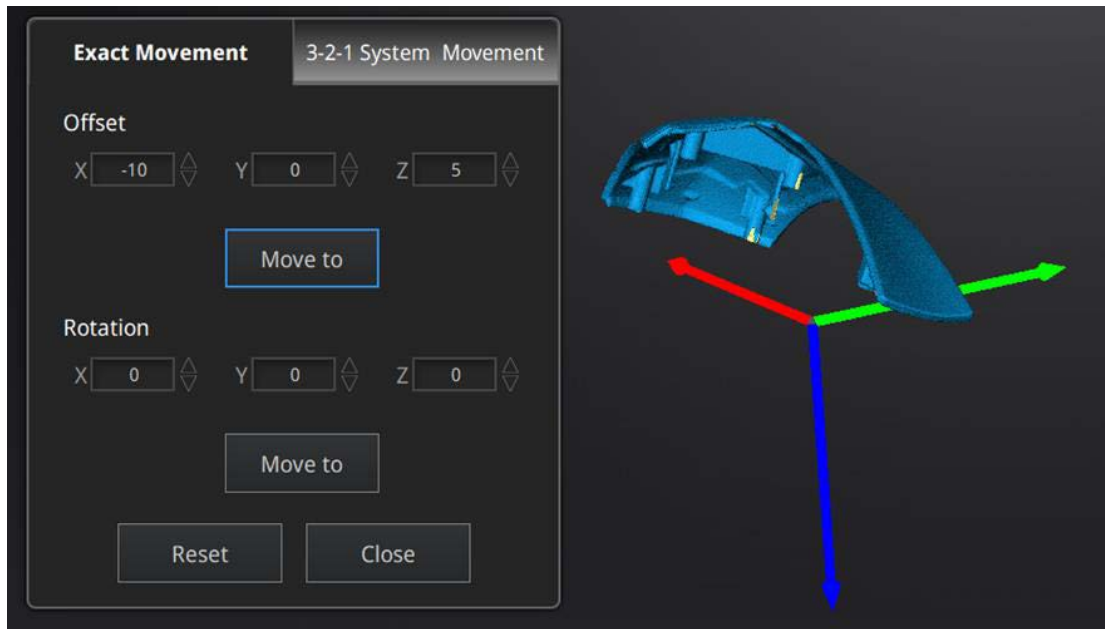 Exact Movement 3-2-1 System Movement
Offset
X -10 Y 0 Z 5
Move to
Rotation
X 0 Y 0 Z 0
Move to
Reset Close